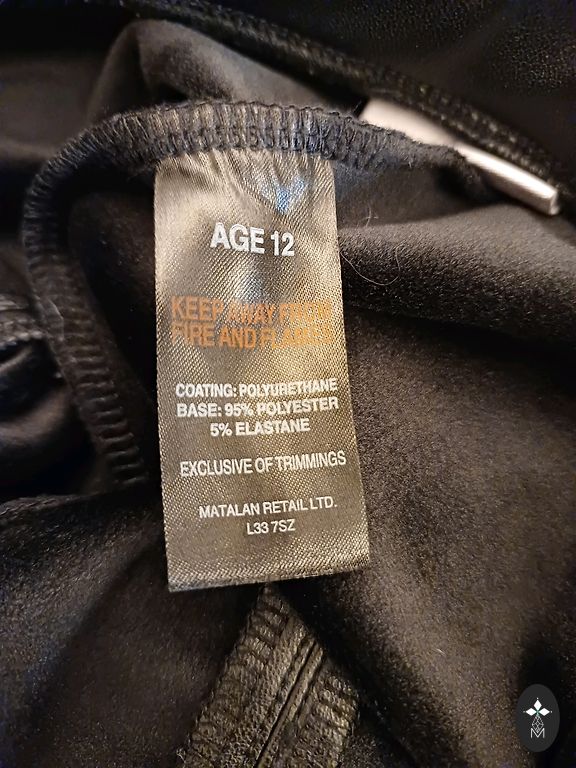 AGE 12
KEEP AWAY FROM
FIRE AND FLAMES
COATING: POLYURETHANE
BASE: 95% POLYESTER
5% ELASTANE
EXCLUSIVE OF TRIMMINGS
MATALAN RETAIL LTD.
L33 7SZ
M